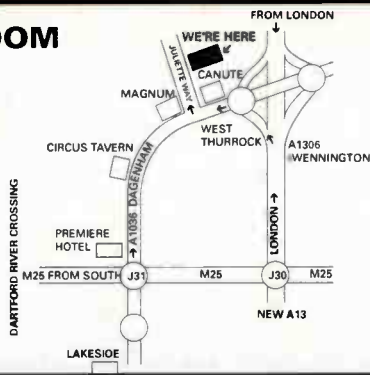 OOM
FROM LONDON
WE'RE HERE
JULIETTE WAY
CANUTE
MAGNUM
WEST
THURROCK
A1306
WENNINGTON
CIRCUS TAVERN
A1036 DAGENHAM
LONDON
DARTFORD RIVER CROSSING
PREMIERE
HOTEL
M25 FROM SOUTH
J31
M25
J30
M25
NEW A13
LAKESIDE